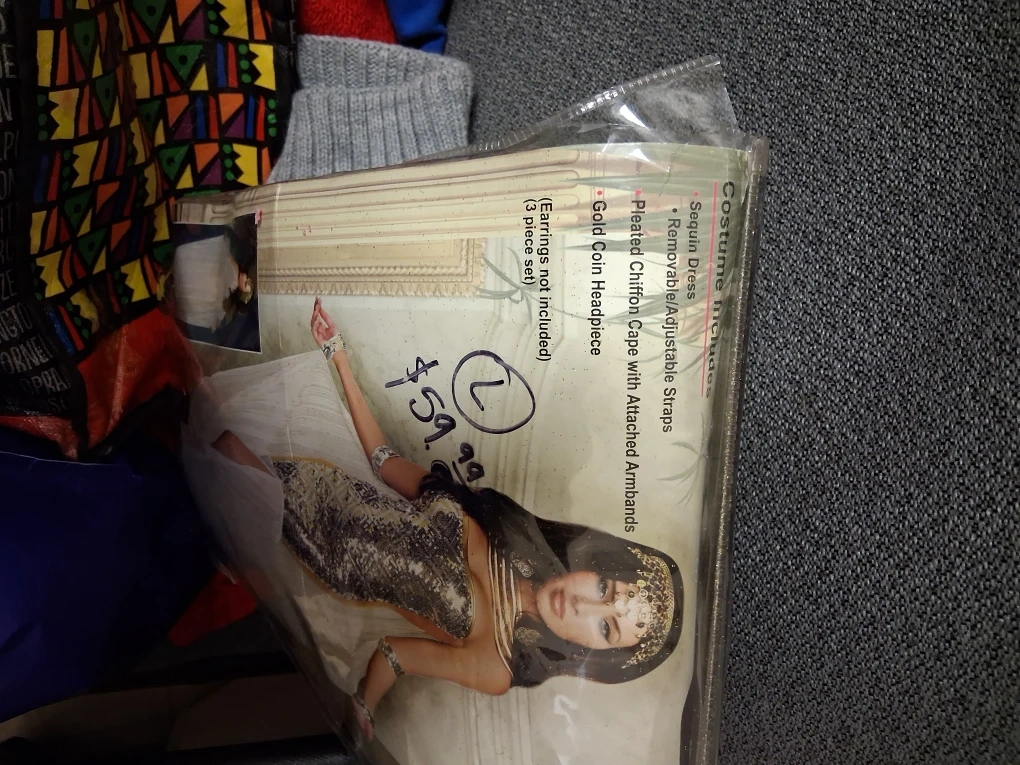 Costume Includes
• Sequin Dress
• Removable/Adjustable Straps
• Pleated Chiffon Cape with Attached Armbands
• Gold Coin Headpiece
(Earrings not included)
(3 piece set)
L
$59.99